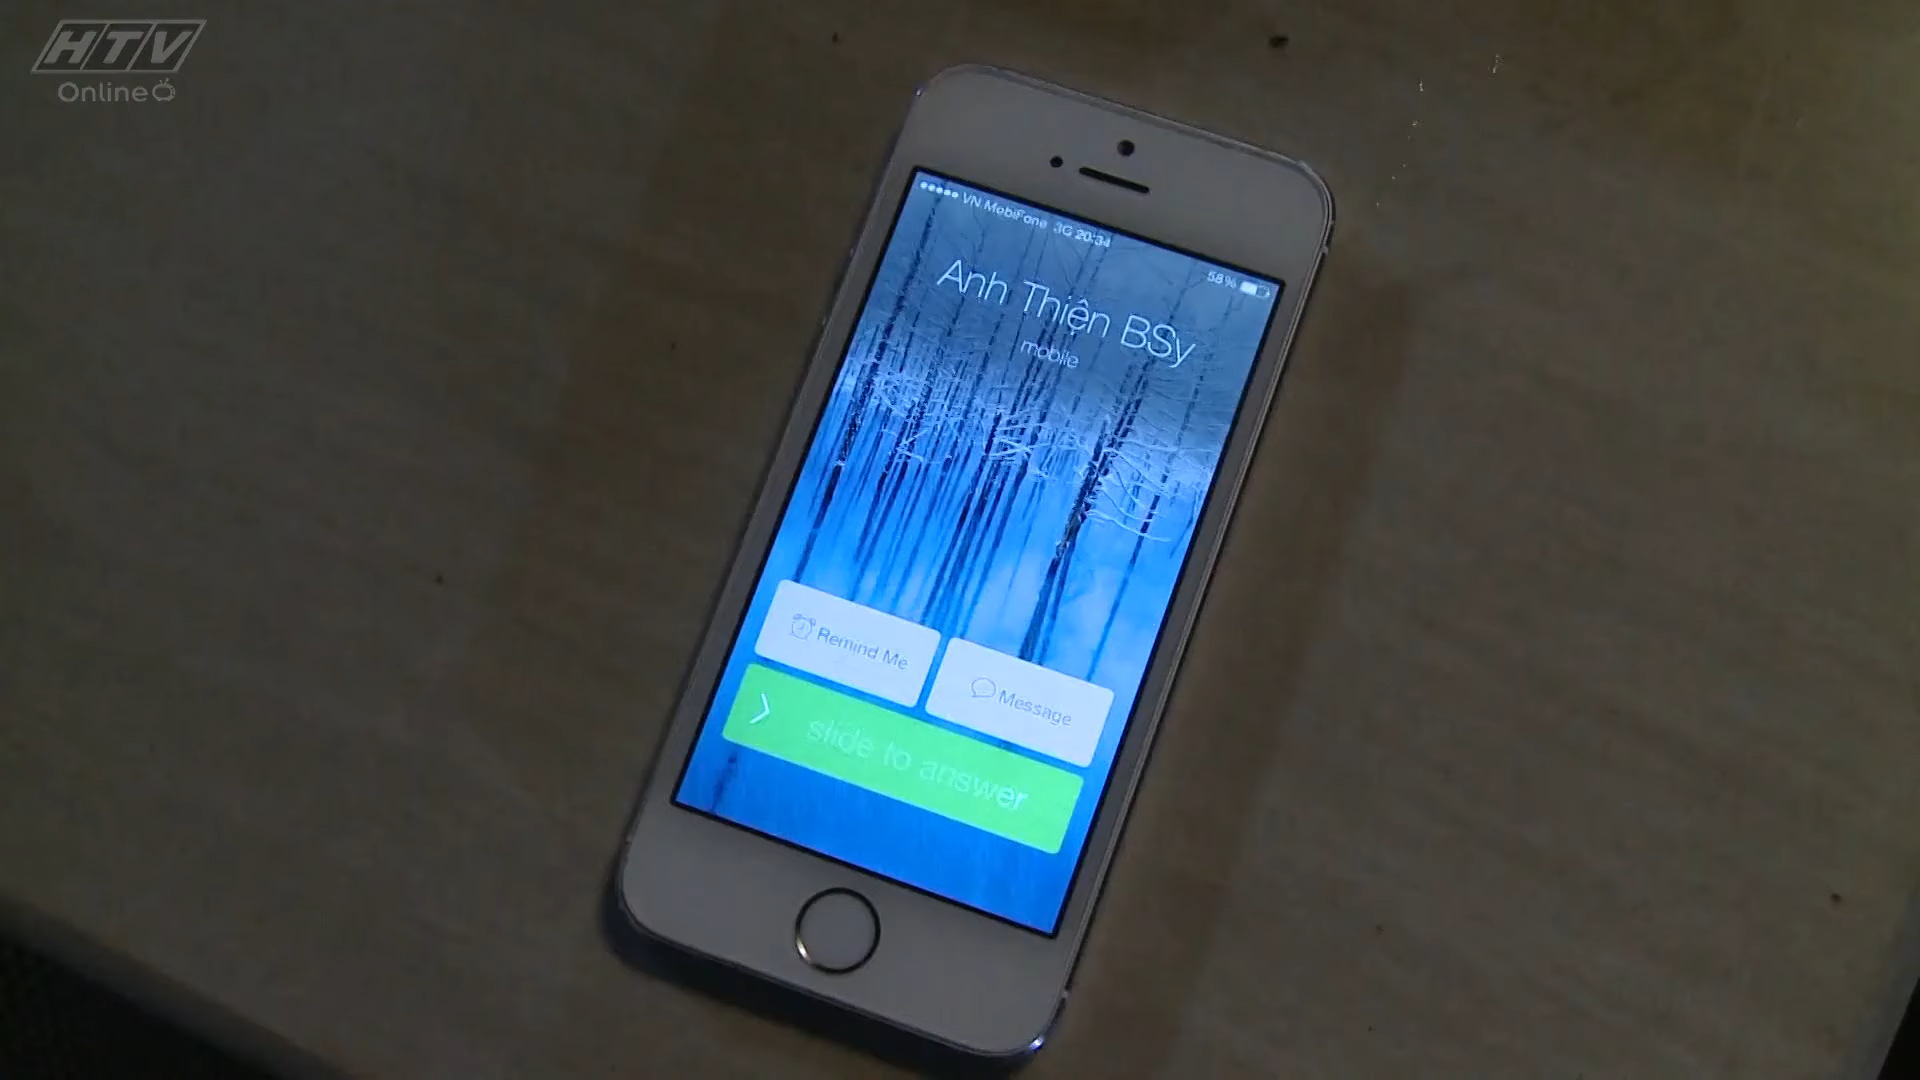 HTV
Online
VN MobiFone 3G 20:34
58%
Anh Thiện BSy
mobile
Remind Me
Message
slide to answer